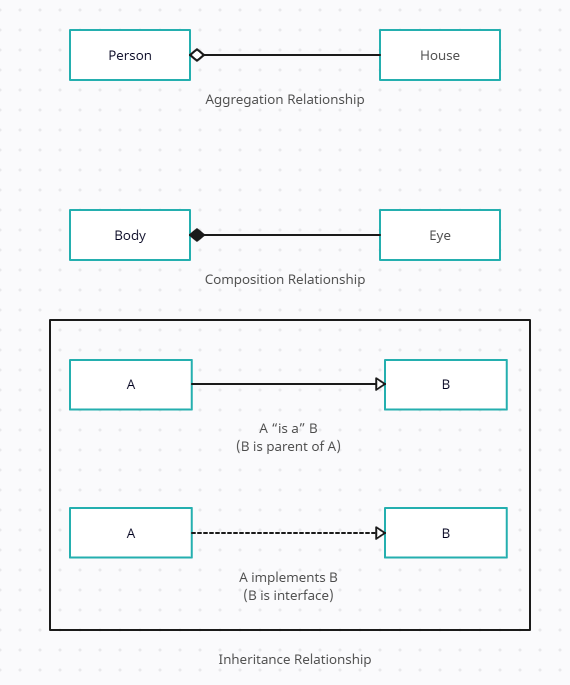 Person
House
Aggregation Relationship
Body
Eye
Composition Relationship
A
B
A “is a” B
(B is parent of A)
A
B
A implements B
(B is interface)
Inheritance Relationship